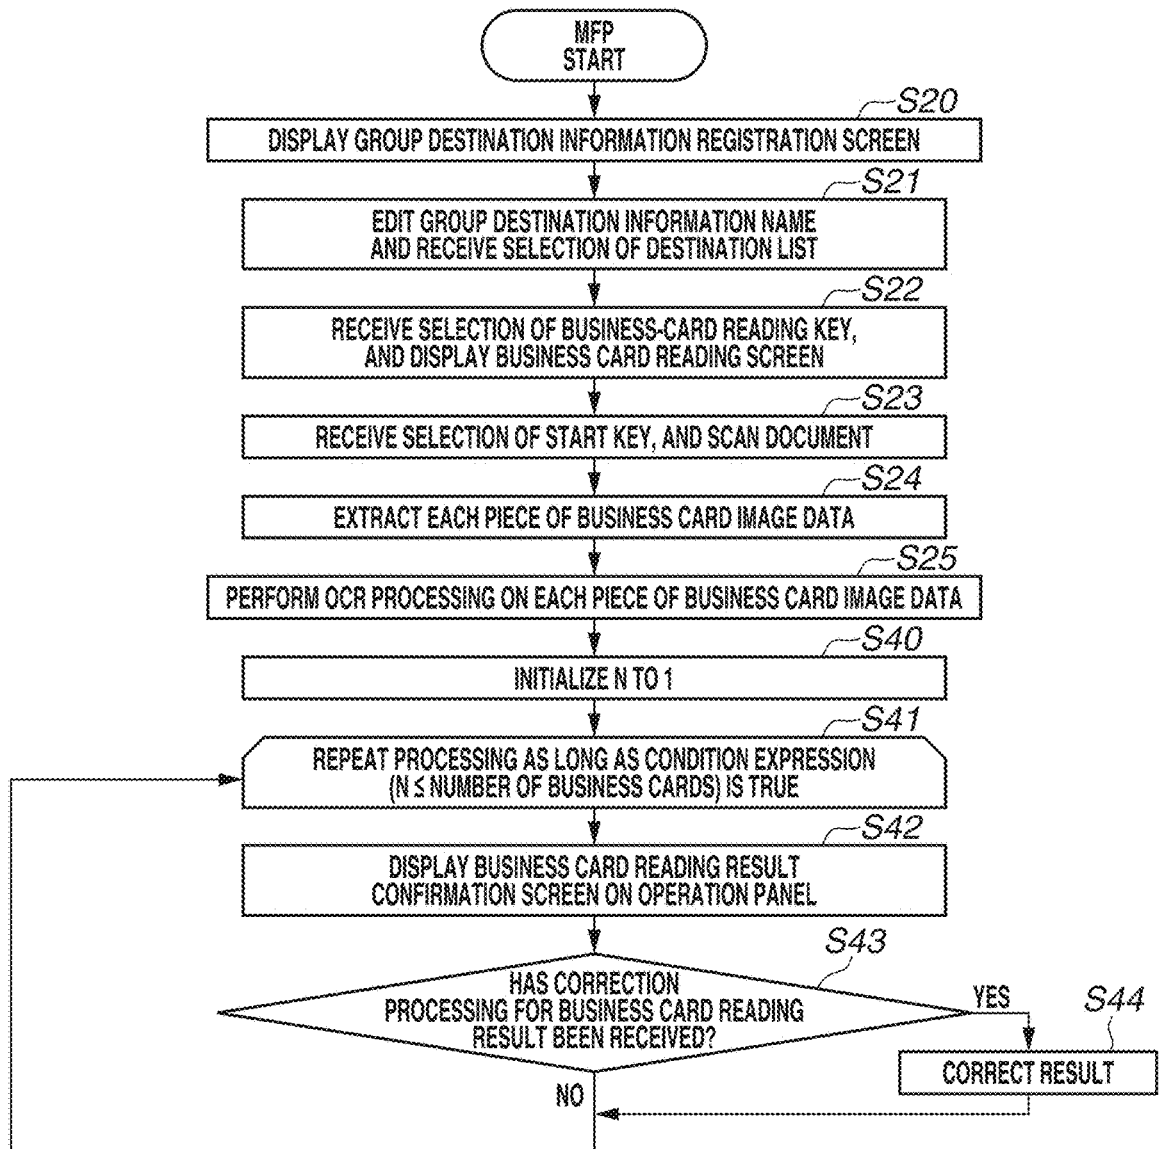 MFP
START
S20
DISPLAY GROUP DESTINATION INFORMATION REGISTRATION SCREEN
S21
EDIT GROUP DESTINATION INFORMATION NAME
AND RECEIVE SELECTION OF DESTINATION LIST
S22
RECEIVE SELECTION OF BUSINESS-CARD READING KEY,
AND DISPLAY BUSINESS CARD READING SCREEN
S23
RECEIVE SELECTION OF START KEY, AND SCAN DOCUMENT
S24
EXTRACT EACH PIECE OF BUSINESS CARD IMAGE DATA
S25
PERFORM OCR PROCESSING ON EACH PIECE OF BUSINESS CARD IMAGE DATA
S40
INITIALIZE N TO 1
S41
REPEAT PROCESSING AS LONG AS CONDITION EXPRESSION
(N ≤ NUMBER OF BUSINESS CARDS) IS TRUE
S42
DISPLAY BUSINESS CARD READING RESULT
CONFIRMATION SCREEN ON OPERATION PANEL
S43
HAS CORRECTION
PROCESSING FOR BUSINESS CARD READING
RESULT BEEN RECEIVED?
YES
S44
CORRECT RESULT
NO